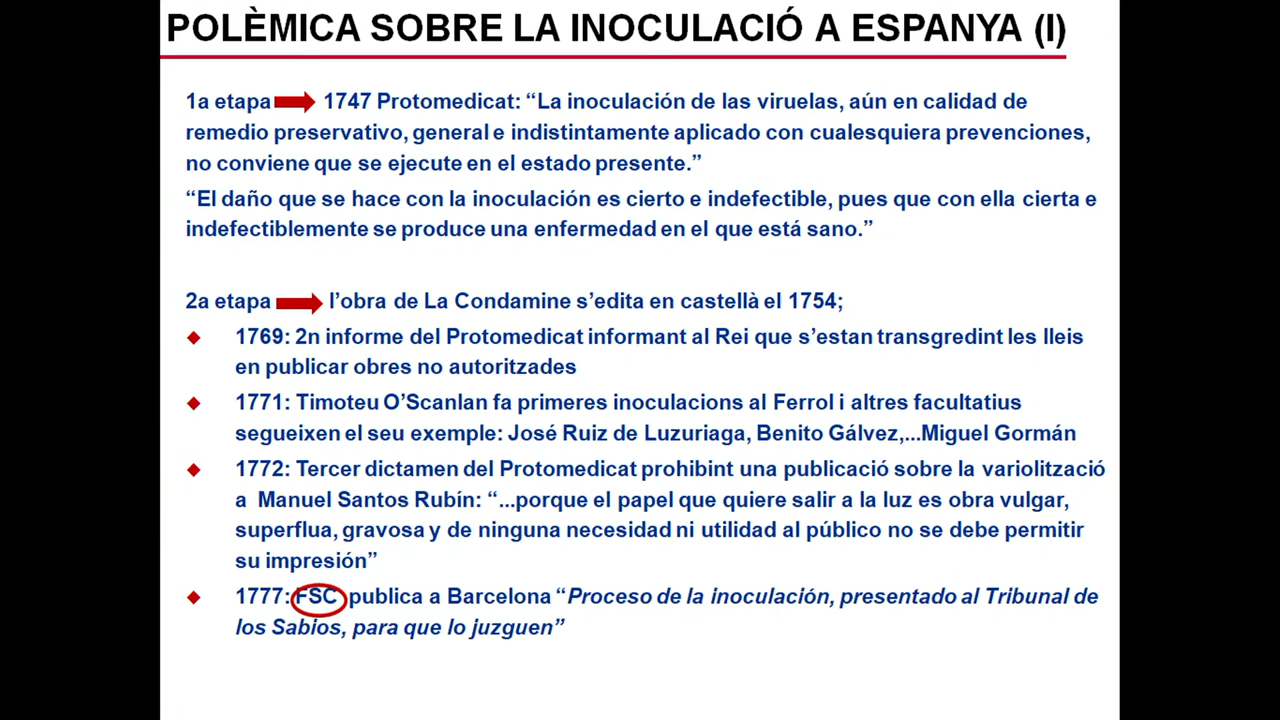 POLÈMICA SOBRE LA INOCULACIÓ A ESPANYA (I)
1a etapa 1747 Protomedicat: “La inoculación de las viruelas, aún en calidad de
remedio preservativo, general e indistintamente aplicado con cualesquiera prevenciones,
no conviene que se ejecute en el estado presente.”
“El daño que se hace con la inoculación es cierto e indefectible, pues que con ella cierta e
indefectiblemente se produce una enfermedad en el que está sano.”
2a etapa l’obra de La Condamine s’edita en castellà el 1754;
1769: 2n informe del Protomedicat informant al Rei que s’estan transgredint les lleis
en publicar obres no autoritzades
1771: Timoteu O’Scanlan fa primeres inoculacions al Ferrol i altres facultatius
segueixen el seu exemple: José Ruiz de Luzuriaga, Benito Gálvez,...Miguel Gormán
1772: Tercer dictamen del Protomedicat prohibint una publicació sobre la variolització
a Manuel Santos Rubín: “...porque el papel que quiere salir a la luz es obra vulgar,
superflua, gravosa y de ninguna necesidad ni utilidad al público no se debe permitir
su impresión”
1777: FSC publica a Barcelona “Proceso de la inoculación, presentado al Tribunal de
los Sabios, para que lo juzguen”